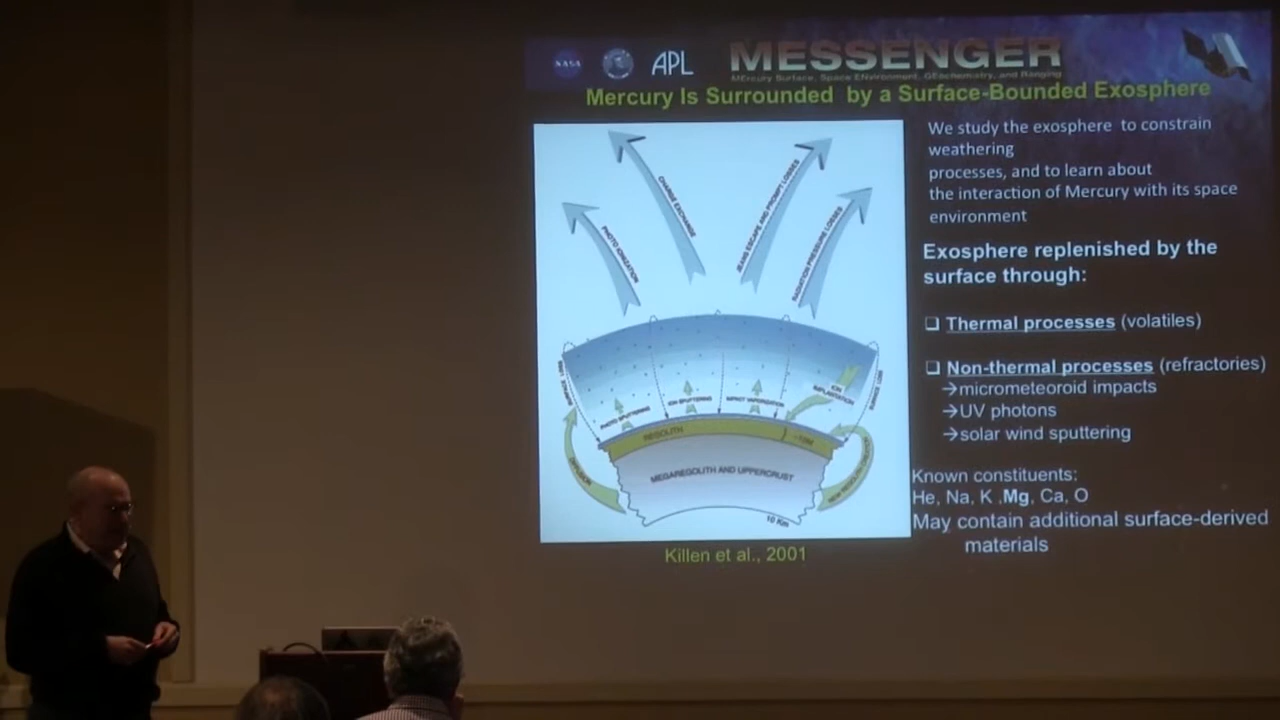 NASA
APL
MESSENGER
MErcury Surface, Space ENvironment, GEochemistry, and Ranging
Mercury Is Surrounded by a Surface-Bounded Exosphere
We study the exosphere to constrain
weathering
processes, and to learn about
the interaction of Mercury with its space
environment
Exosphere replenished by the
surface through:
❑ Thermal processes (volatiles)
❑ Non-thermal processes (refractories)
→micrometeoroid impacts
→UV photons
→solar wind sputtering
Known constituents:
He, Na, K ,Mg, Ca, O
May contain additional surface-derived
materials
PHOTO IONIZATION
CHARGE EXCHANGE
JEANS ESCAPE AND PROMPT LOSSES
RADIATION PRESSURE LOSSES
PHOTO SPUTTERING
ION SPUTTERING
IMPACT VAPORIZATION
ION
IMPLANTATION
REGOLITH
DIFFUSION
MEGAREGOLITH AND UPPERCRUST
10 Km
Killen et al., 2001